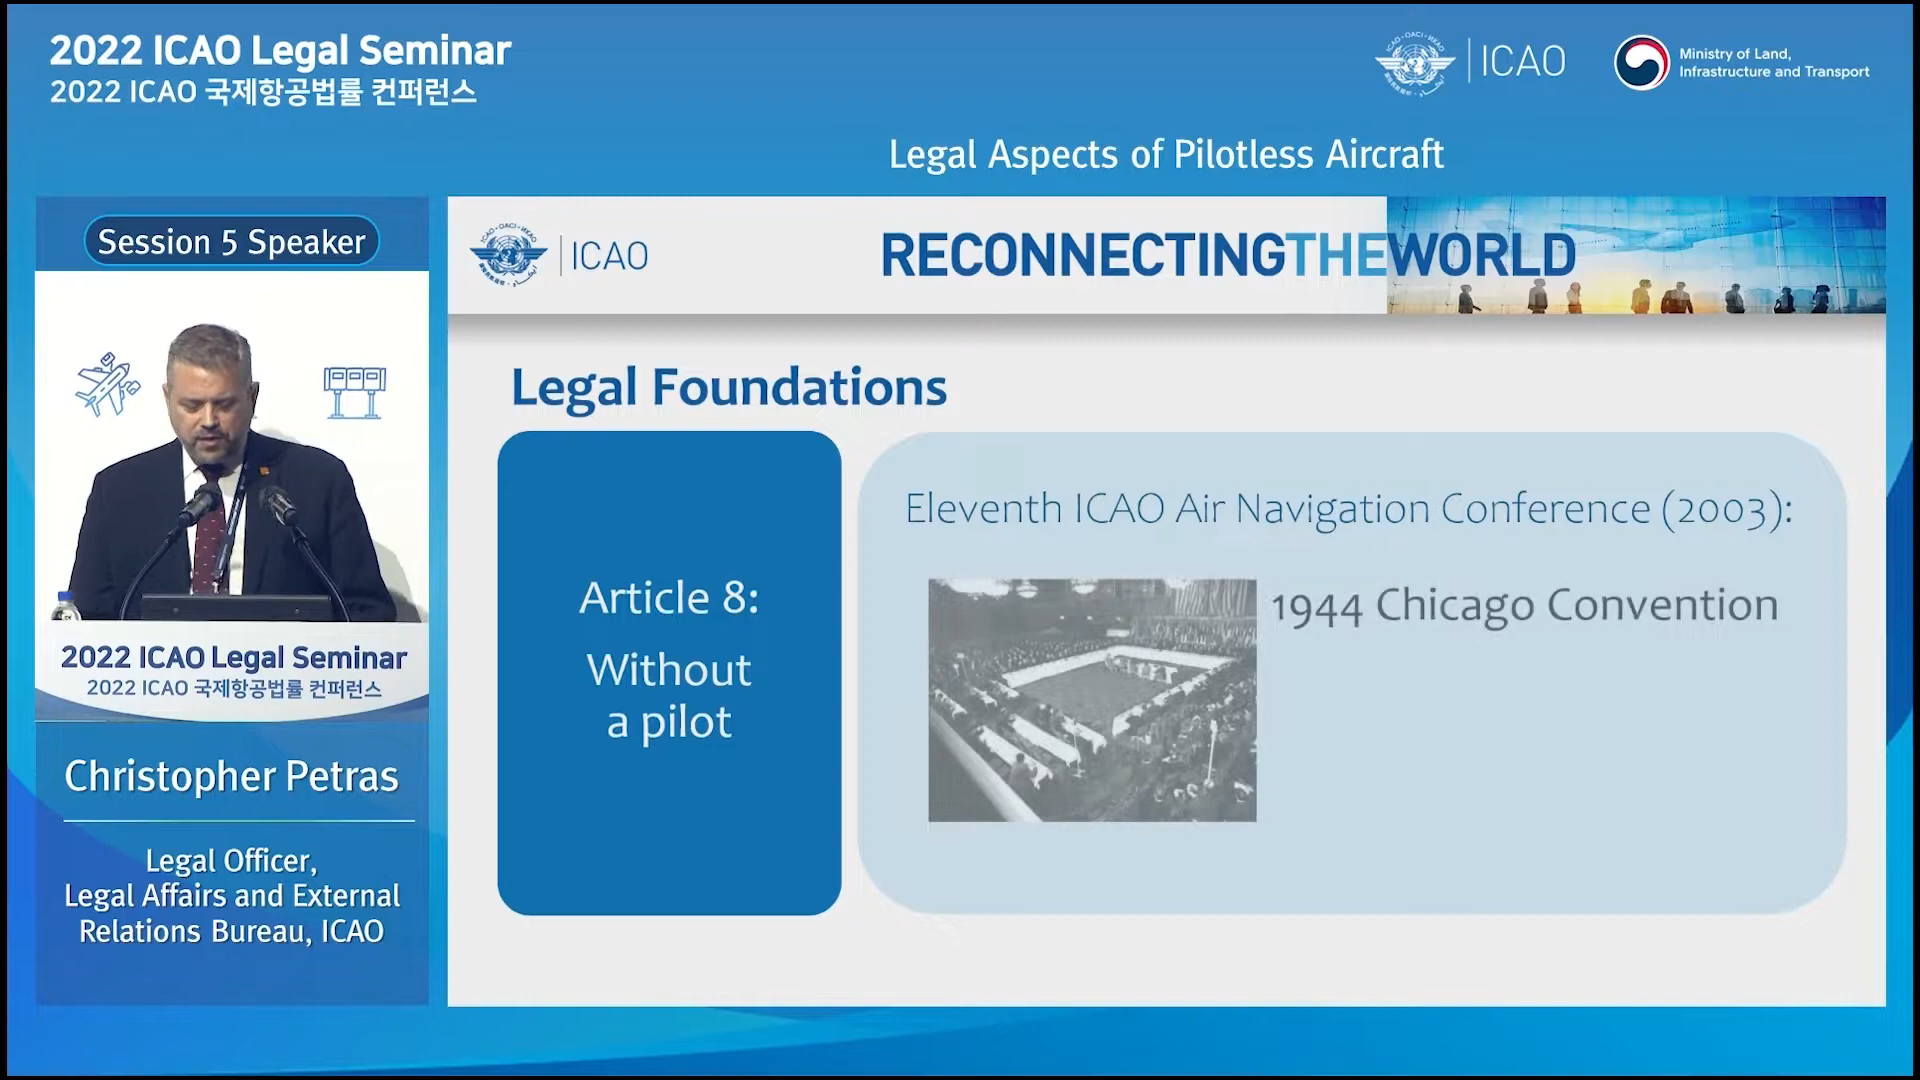 2022 ICAO Legal Seminar
2022 ICAO 국제항공법률 컨퍼런스
ICAO
Ministry of Land,
Infrastructure and Transport
Legal Aspects of Pilotless Aircraft
Session 5 Speaker
2022 ICAO Legal Seminar
2022 ICAO 국제항공법률 컨퍼런스
Christopher Petras
Legal Officer,
Legal Affairs and External
Relations Bureau, ICAO
ICAO
RECONNECTINGTHEWORLD
Legal Foundations
Article 8:
Without
a pilot
Eleventh ICAO Air Navigation Conference (2003):
1944 Chicago Convention